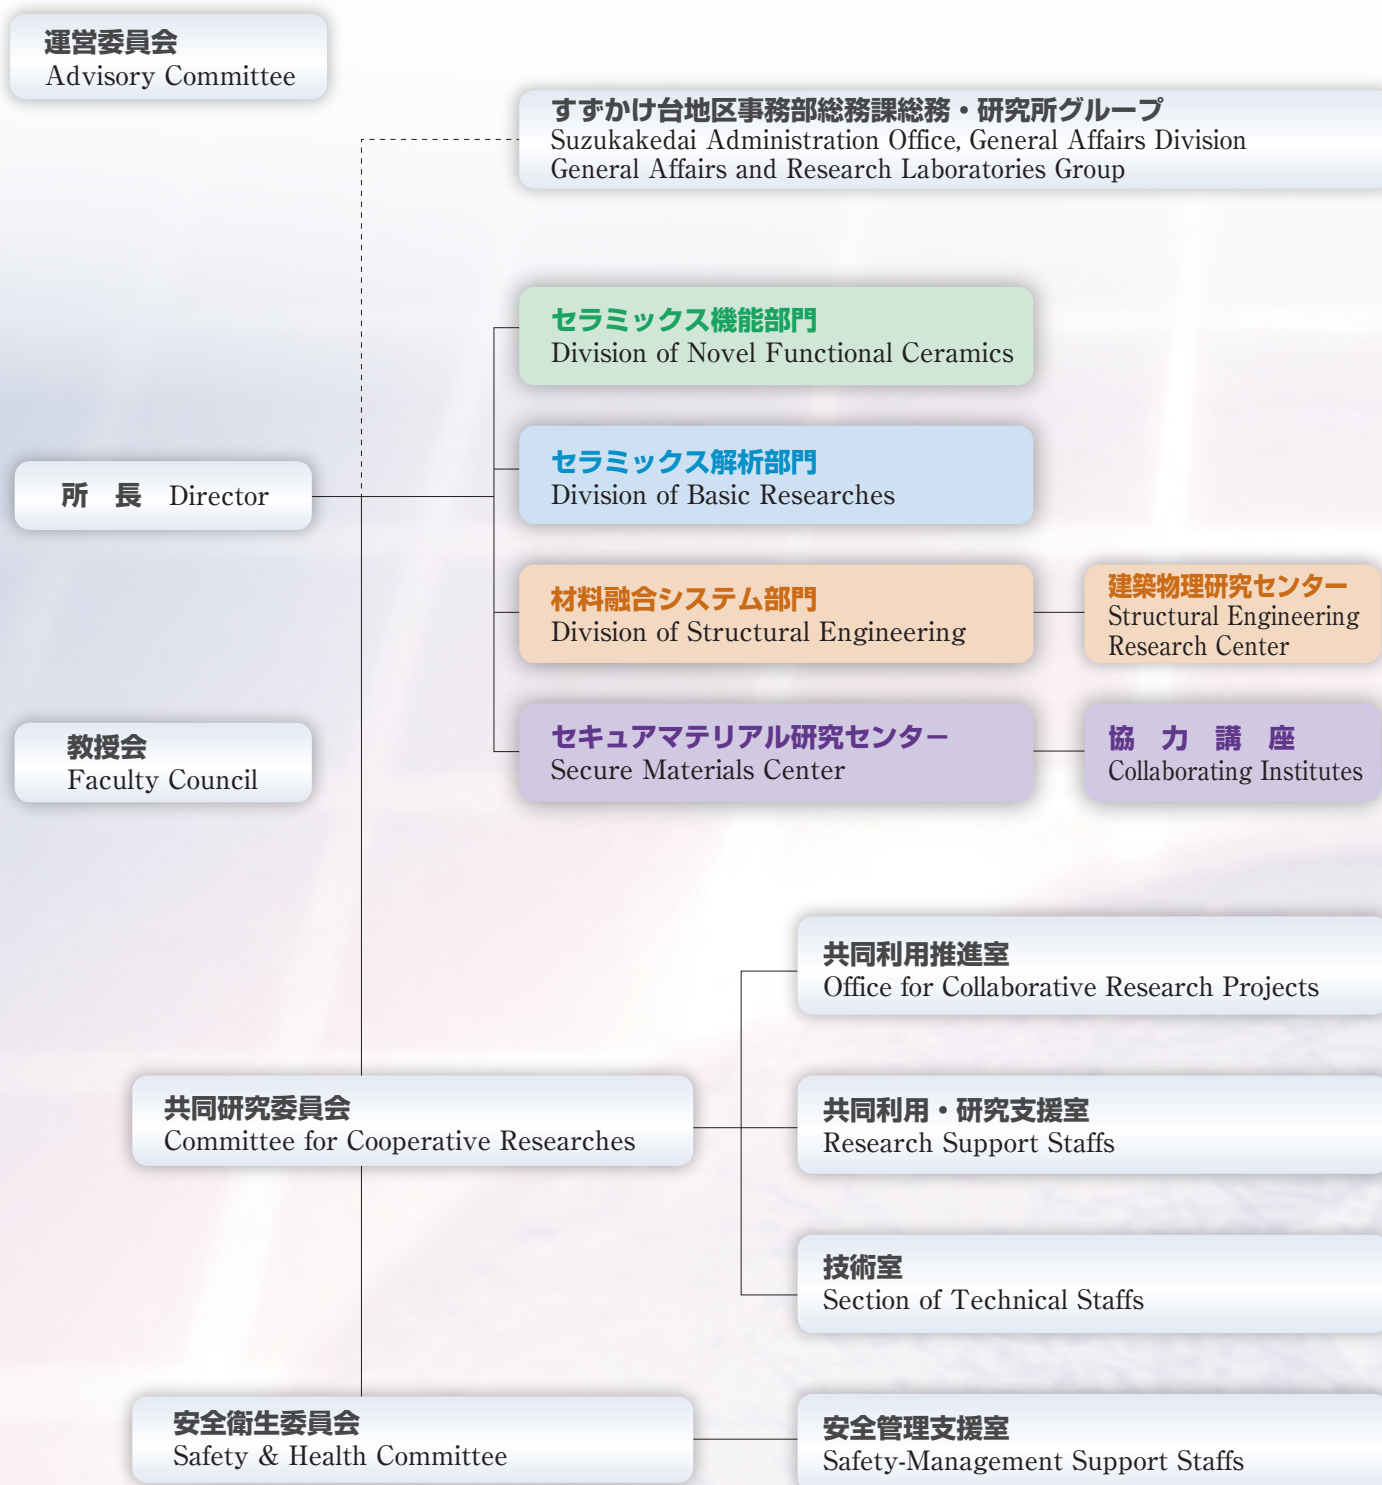 運営委員会
Advisory Committee
すずかけ台地区事務部総務課総務・研究所グループ
Suzukakedai Administration Office, General Affairs Division
General Affairs and Research Laboratories Group
セラミックス機能部門
Division of Novel Functional Ceramics
セラミックス解析部門
Division of Basic Researches
所　長　Director
材料融合システム部門
Division of Structural Engineering
建築物理研究センター
Structural Engineering
Research Center
教授会
Faculty Council
セキュアマテリアル研究センター
Secure Materials Center
協　力　講　座
Collaborating Institutes
共同利用推進室
Office for Collaborative Research Projects
共同研究委員会
Committee for Cooperative Researches
共同利用・研究支援室
Research Support Staffs
技術室
Section of Technical Staffs
安全衛生委員会
Safety & Health Committee
安全管理支援室
Safety-Management Support Staffs